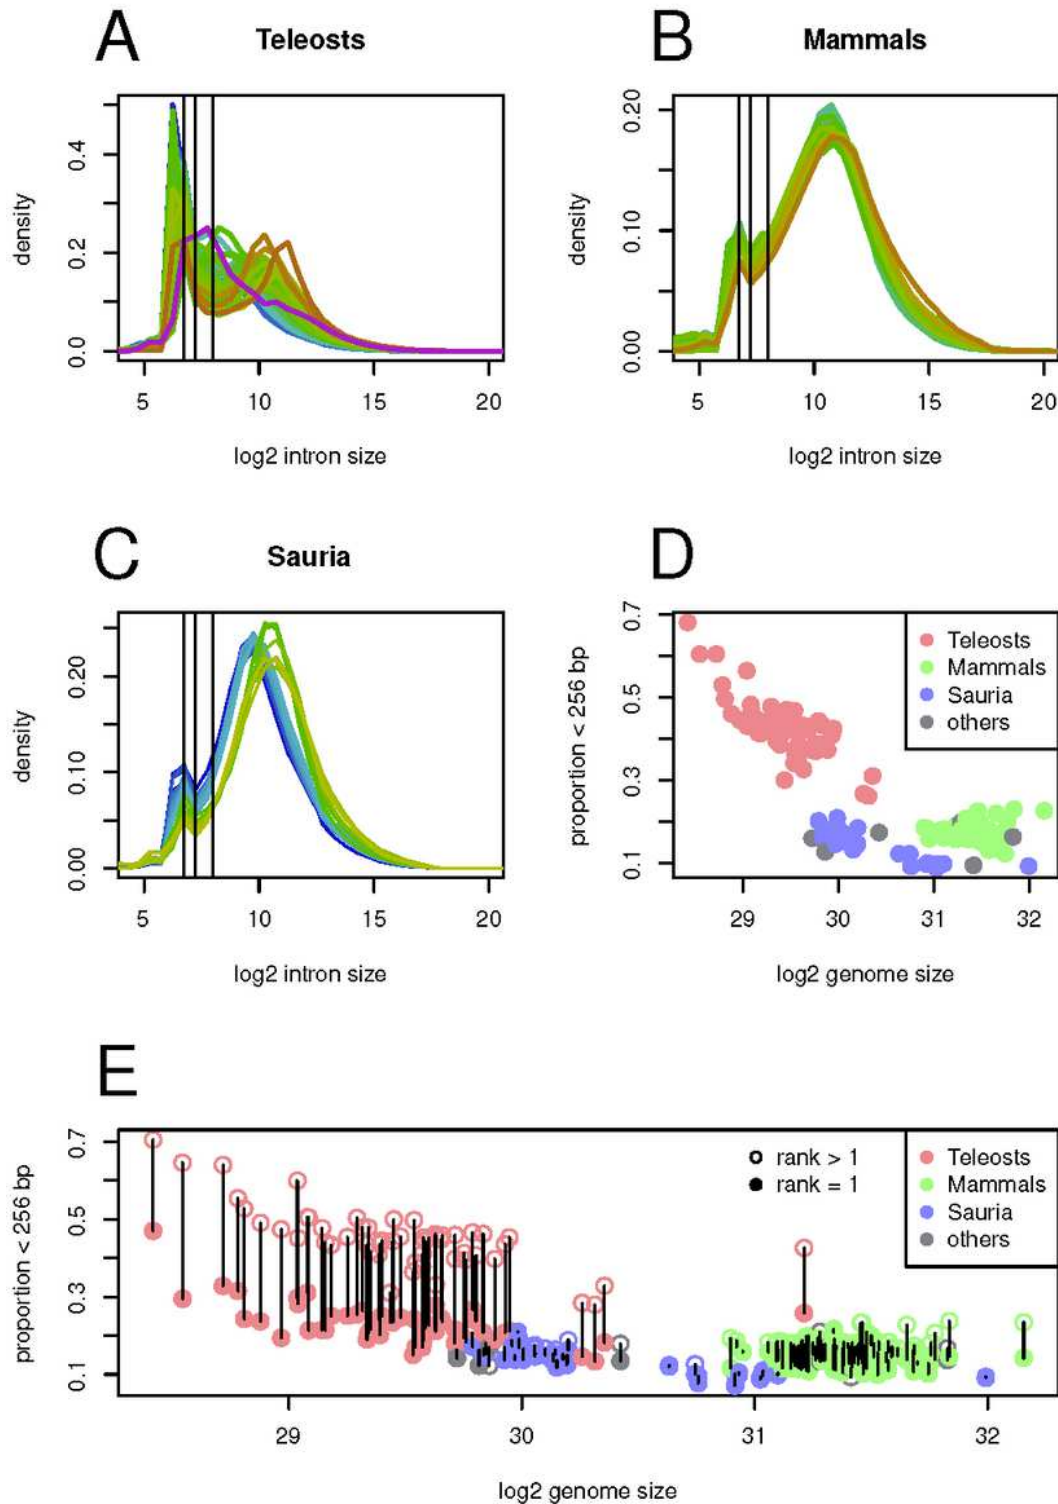 A Teleosts
density
0.0 0.2 0.4
5 10 15 20
log2 intron size
B Mammals
density
0.00 0.10 0.20
5 10 15 20
log2 intron size
C Sauria
density
0.00 0.10 0.20
5 10 15 20
log2 intron size
D
proportion < 256 bp
0.1 0.3 0.5 0.7
Teleosts
Mammals
Sauria
others
29 30 31 32
log2 genome size
E
proportion < 256 bp
0.1 0.3 0.5 0.7
rank > 1
rank = 1
Teleosts
Mammals
Sauria
others
29 30 31 32
log2 genome size